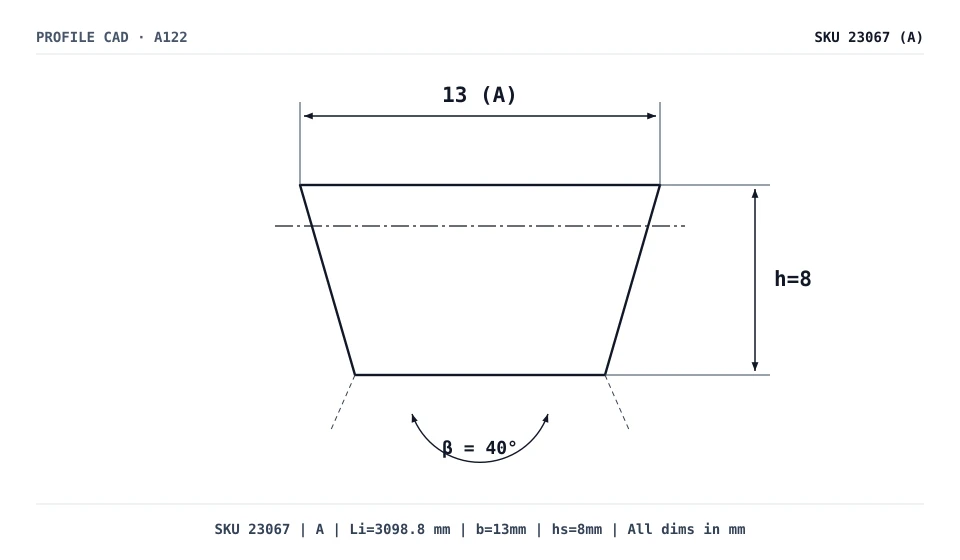 PROFILE CAD · A122
SKU 23067 (A)
13 (A)
h=8
β = 40°
SKU 23067 | A | Li=3098.8 mm | b=13mm | hs=8mm | All dims in mm